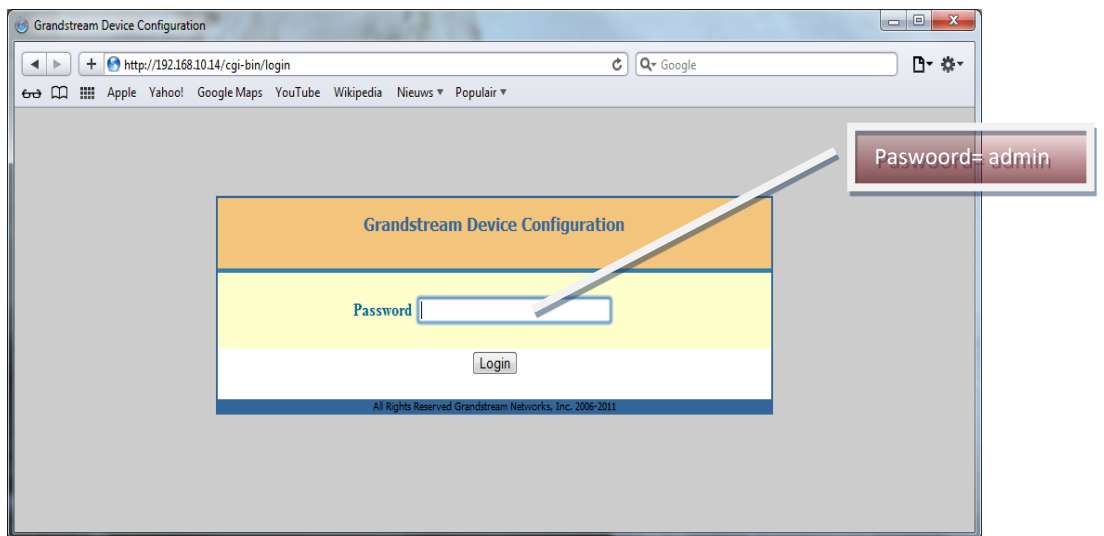 Grandstream Device Configuration
http://192.168.10.14/cgi-bin/login
Google
Apple Yahoo! Google Maps YouTube Wikipedia Nieuws ▾ Populair ▾
Paswoord= admin
Grandstream Device Configuration
Password
Login
All Rights Reserved Grandstream Networks, Inc. 2006-2011